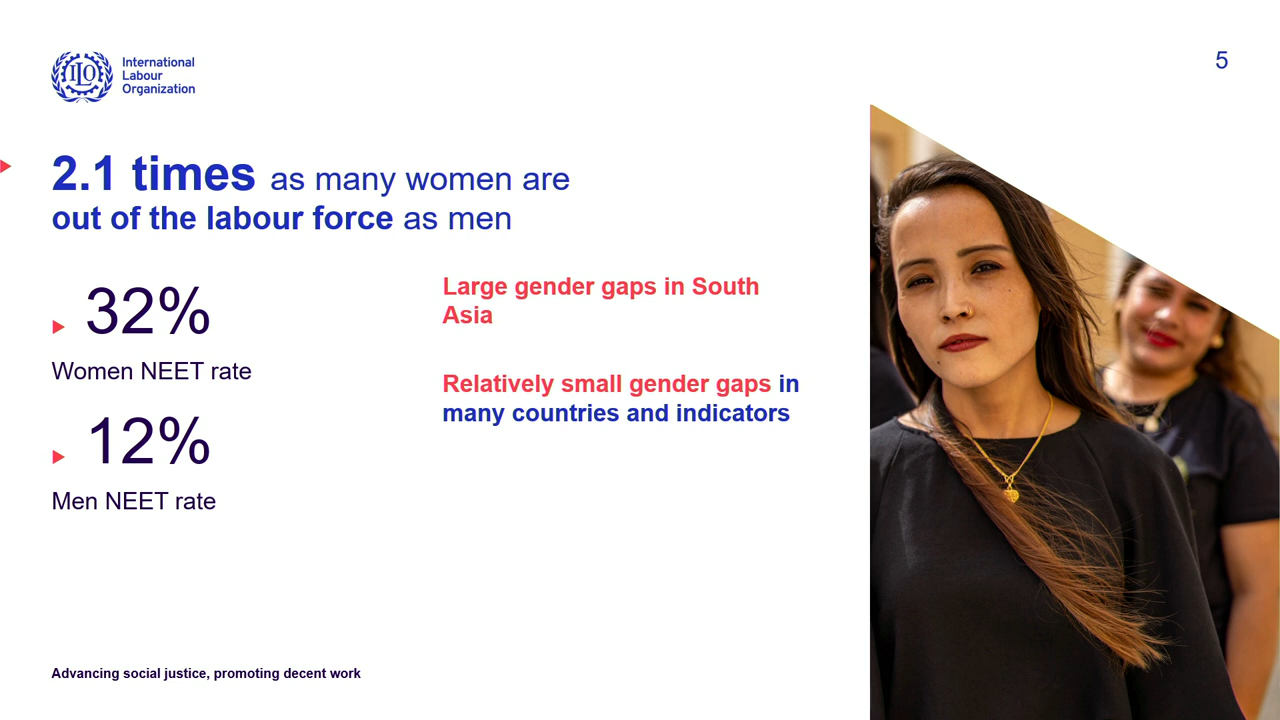 International
Labour
Organization
5
2.1 times as many women are
out of the labour force as men
32%
Women NEET rate
12%
Men NEET rate
Large gender gaps in South
Asia
Relatively small gender gaps in
many countries and indicators
Advancing social justice, promoting decent work
ILO